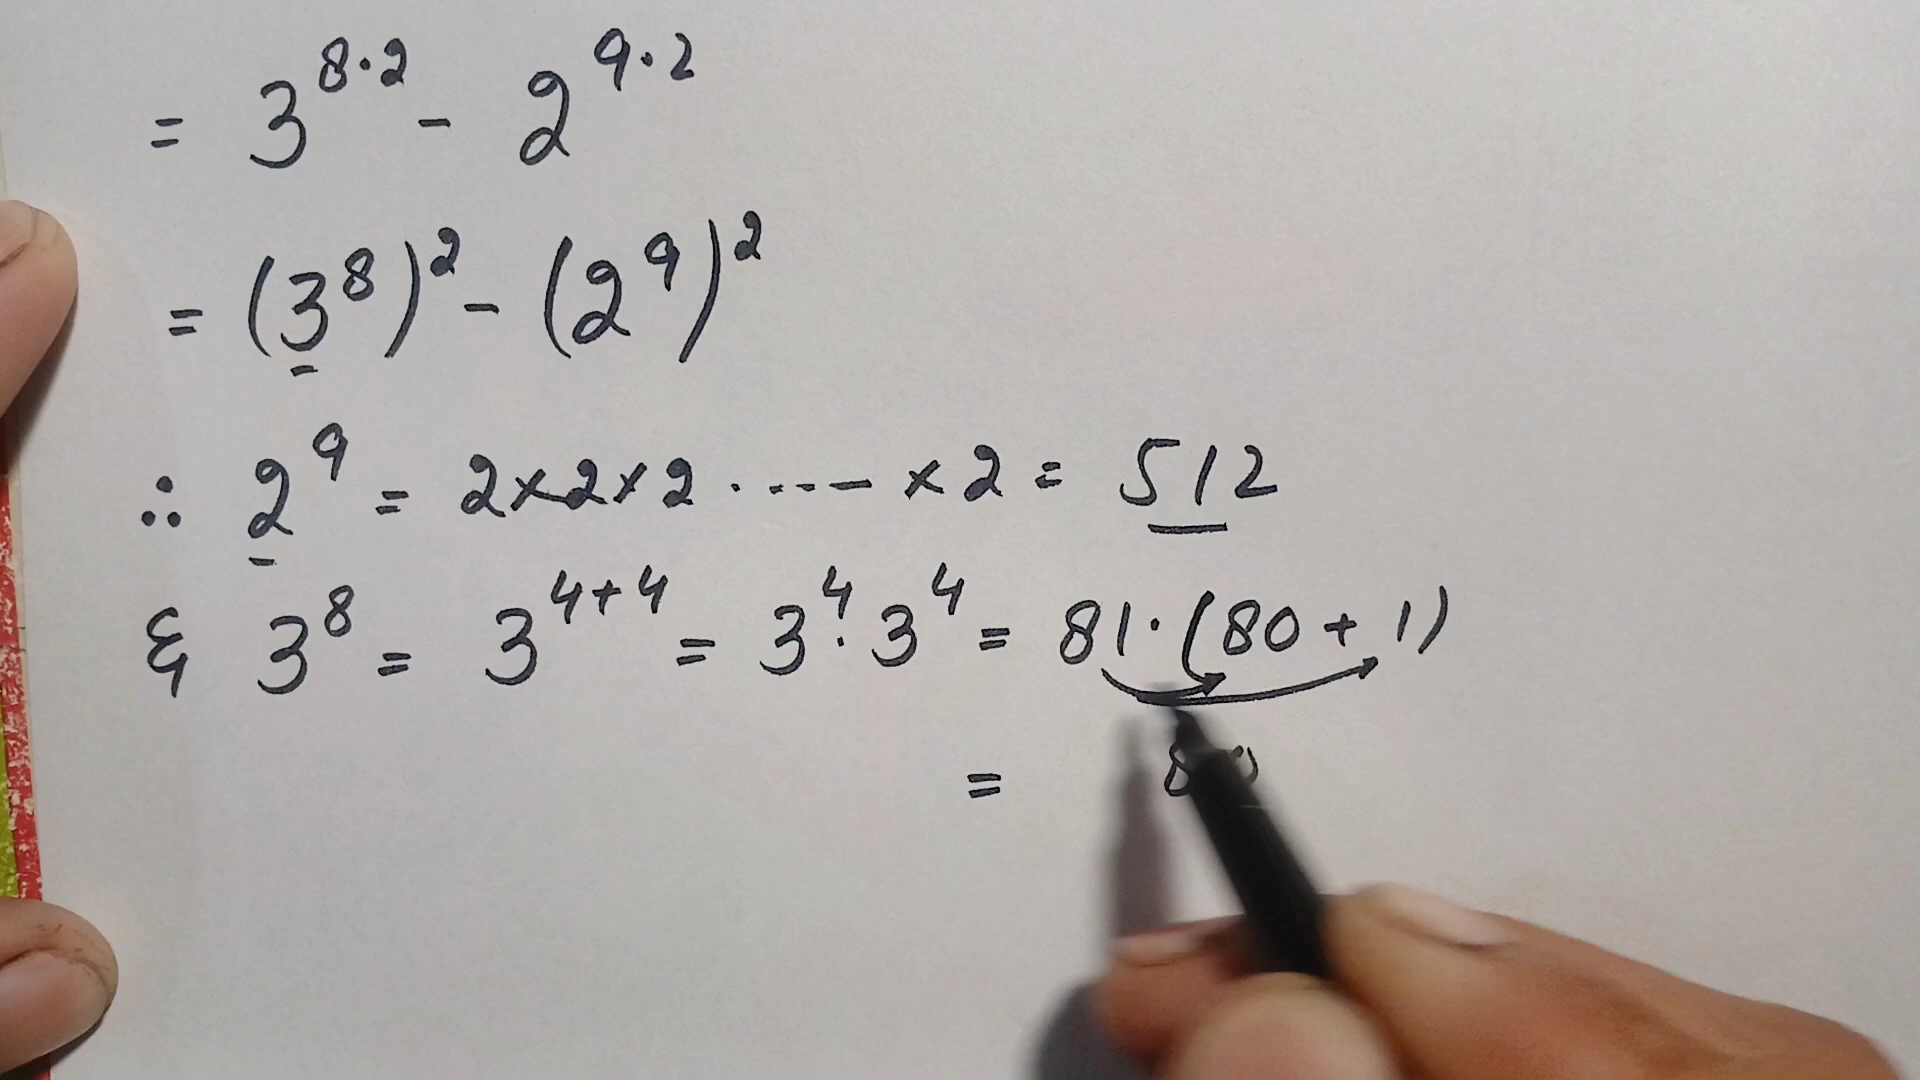 = 3^{8·2} - 2^{9·2}
= (3^8)^2 - (2^9)^2
∴ 2^9 = 2×2×2 ....— ×2 = 512
& 3^8 = 3^{4+4} = 3^4 · 3^4 = 81·(80+1)
=